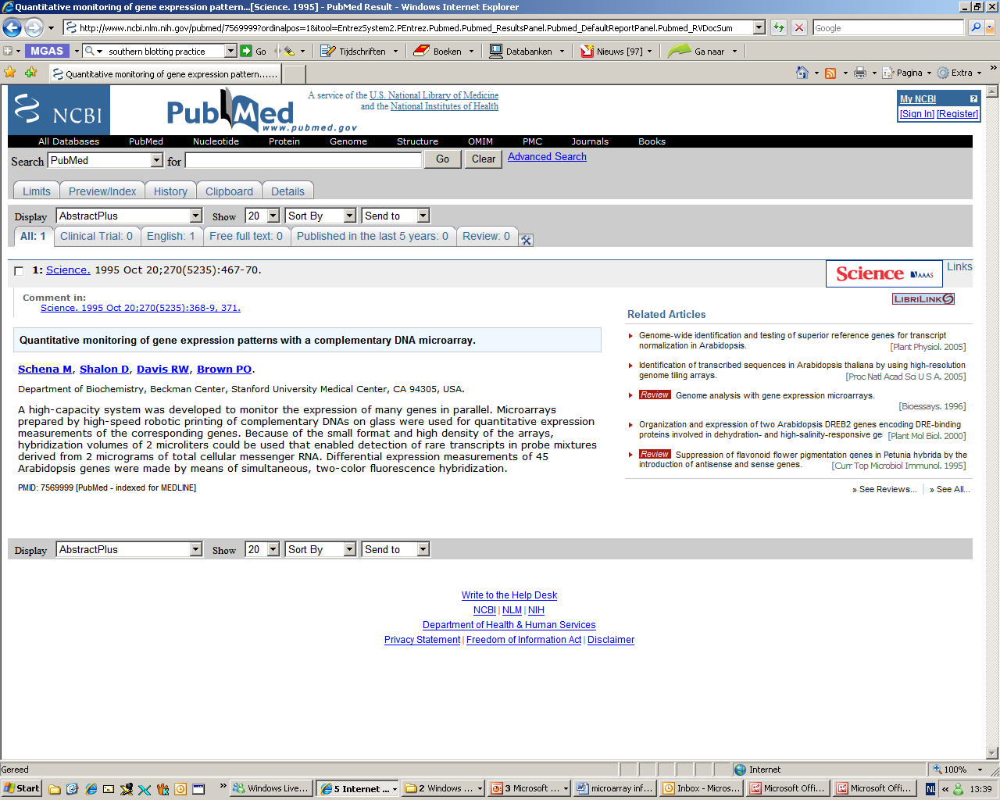 Quantitative monitoring of gene expression pattern...[Science. 1995] - PubMed Result - Windows Internet Explorer
http://www.ncbi.nlm.nih.gov/pubmed/7569999?ordinalpos=1&itool=EntrezSystem2.PEntrez.Pubmed.Pubmed_ResultsPanel.Pubmed_DefaultReportPanel.Pubmed_RVDocSum
Google
MGAS southern blotting practice Go Tijdschriften Boeken Databanken Nieuws [97] Ga naar
Quantitative monitoring of gene expression pattern...... Pagina Extra »
NCBI
PubMed
www.pubmed.gov
A service of the U.S. National Library of Medicine
and the National Institutes of Health
My NCBI ?
[Sign In] [Register]
All Databases PubMed Nucleotide Protein Genome Structure OMIM PMC Journals Books
Search PubMed for Go Clear Advanced Search
Limits Preview/Index History Clipboard Details
Display AbstractPlus Show 20 Sort By Send to
All: 1 Clinical Trial: 0 English: 1 Free full text: 0 Published in the last 5 years: 0 Review: 0
1: Science. 1995 Oct 20;270(5235):467-70.
Science AAAS Links
Comment in:
Science. 1995 Oct 20;270(5235):368-9, 371.
LIBRILINK
Quantitative monitoring of gene expression patterns with a complementary DNA microarray.
Schena M, Shalon D, Davis RW, Brown PO.
Department of Biochemistry, Beckman Center, Stanford University Medical Center, CA 94305, USA.
A high-capacity system was developed to monitor the expression of many genes in parallel. Microarrays
prepared by high-speed robotic printing of complementary DNAs on glass were used for quantitative expression
measurements of the corresponding genes. Because of the small format and high density of the arrays,
hybridization volumes of 2 microliters could be used that enabled detection of rare transcripts in probe mixtures
derived from 2 micrograms of total cellular messenger RNA. Differential expression measurements of 45
Arabidopsis genes were made by means of simultaneous, two-color fluorescence hybridization.
PMID: 7569999 [PubMed - indexed for MEDLINE]
Related Articles
Genome-wide identification and testing of superior reference genes for transcript
normalization in Arabidopsis. [Plant Physiol. 2005]
Identification of transcribed sequences in Arabidopsis thaliana by using high-resolution
genome tiling arrays. [Proc Natl Acad Sci U S A. 2005]
Review Genome analysis with gene expression microarrays.
[Bioessays. 1996]
Organization and expression of two Arabidopsis DREB2 genes encoding DRE-binding
proteins involved in dehydration- and high-salinity-responsive ge [Plant Mol Biol. 2000]
Review Suppression of flavonoid flower pigmentation genes in Petunia hybrida by the
introduction of antisense and sense genes. [Curr Top Microbiol Immunol. 1995]
» See Reviews... » See All...
Display AbstractPlus Show 20 Sort By Send to
Write to the Help Desk
NCBI | NLM | NIH
Department of Health & Human Services
Privacy Statement | Freedom of Information Act | Disclaimer
Gereed Internet 100%
Start » Windows Live... 5 Internet ... 2 Windows ... 3 Microsoft ... microarray inf... Inbox - Micros... Microsoft Offi... Microsoft Offi... NL « 13:39